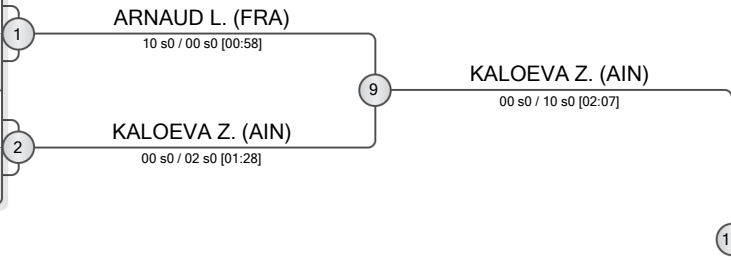 ARNAUD L. (FRA)
1
10 s0 / 00 s0 [00:58]
KALOEVA Z. (AIN)
9
00 s0 / 10 s0 [02:07]
KALOEVA Z. (AIN)
2
00 s0 / 02 s0 [01:28]